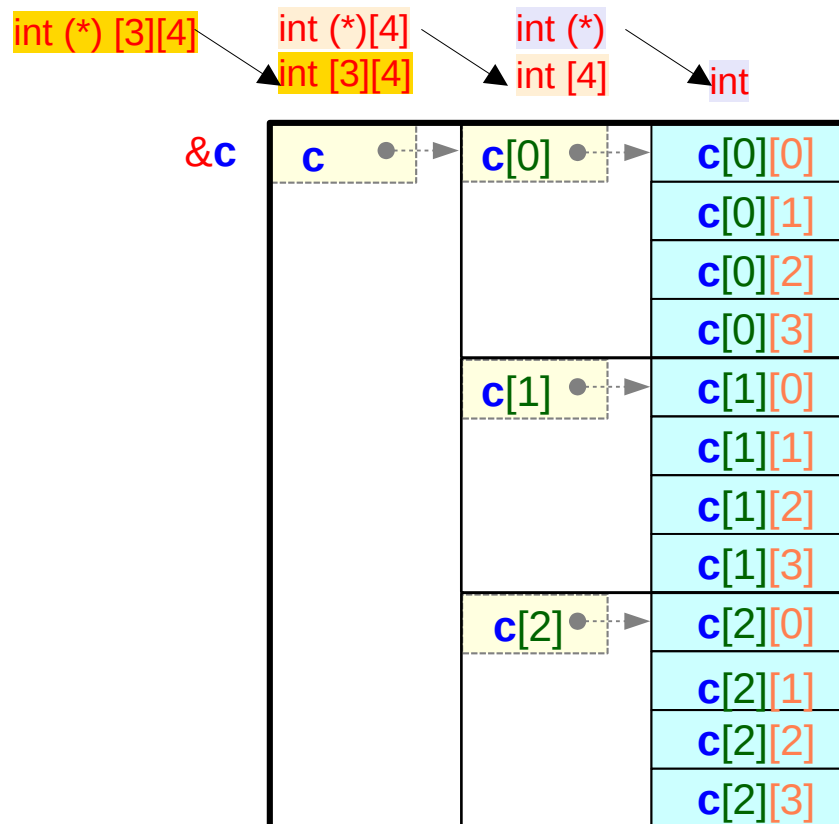 int (*) [3][4] int (*)[4] int (*)
int [3][4] int [4] int
&c c c[0] c[0][0]
c[0][1]
c[0][2]
c[0][3]
c[1] c[1][0]
c[1][1]
c[1][2]
c[1][3]
c[2] c[2][0]
c[2][1]
c[2][2]
c[2][3]